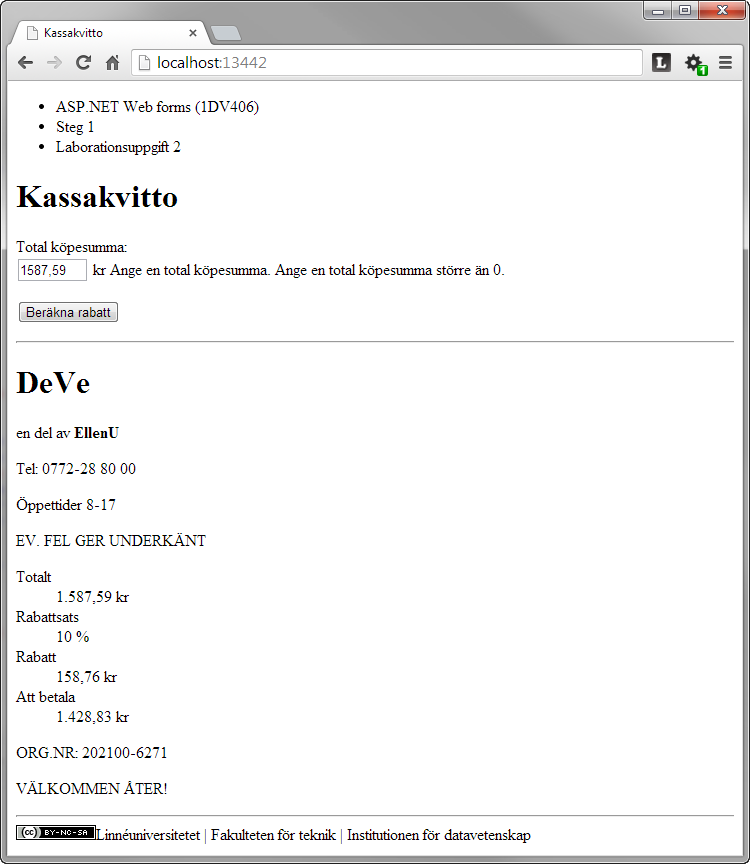 Kassakvitto
localhost:13442
L
1
ASP.NET Web forms (1DV406)
Steg 1
Laborationsuppgift 2
Kassakvitto
Total köpesumma:
1587,59 kr Ange en total köpesumma. Ange en total köpesumma större än 0.
Beräkna rabatt
DeVe
en del av EllenU
Tel: 0772-28 80 00
Öppettider 8-17
EV. FEL GER UNDERKÄNT
Totalt
1.587,59 kr
Rabattsats
10 %
Rabatt
158,76 kr
Att betala
1.428,83 kr
ORG.NR: 202100-6271
VÄLKOMMEN ÅTER!
(cc) BY-NC-SA Linnéuniversitetet | Fakulteten för teknik | Institutionen för datavetenskap